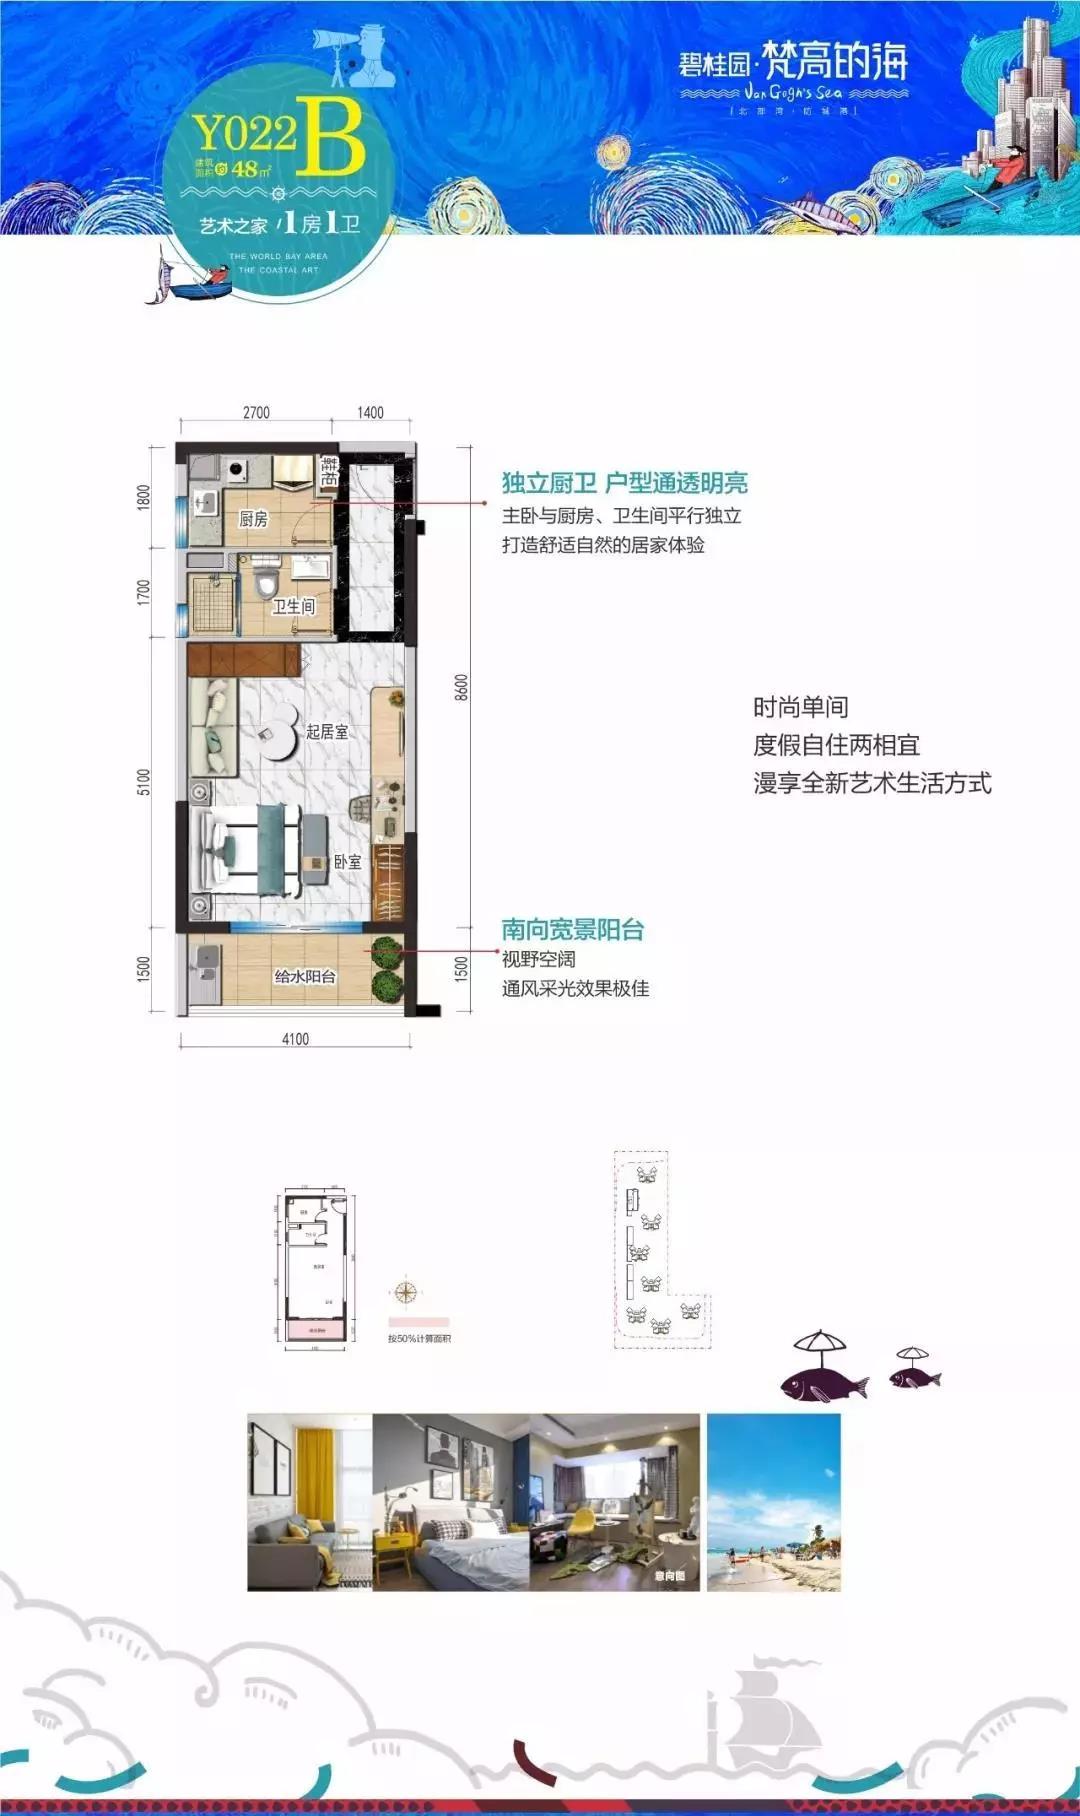 碧桂园·梵高的海
Van Gogh's Sea
[北部湾·防城港]
Y022B
建筑面积约48㎡
艺术之家/1房1卫
THE WORLD BAY AREA
THE COASTAL ART
2700
1400
1800
1700
5100
1500
8600
1500
4100
鞋柜
厨房
卫生间
起居室
卧室
给水阳台
独立厨卫 户型通透明亮
主卧与厨房、卫生间平行独立
打造舒适自然的居家体验
时尚单间
度假自住两相宜
漫享全新艺术生活方式
南向宽景阳台
视野空阔
通风采光效果极佳
按50%计算面积
意向图